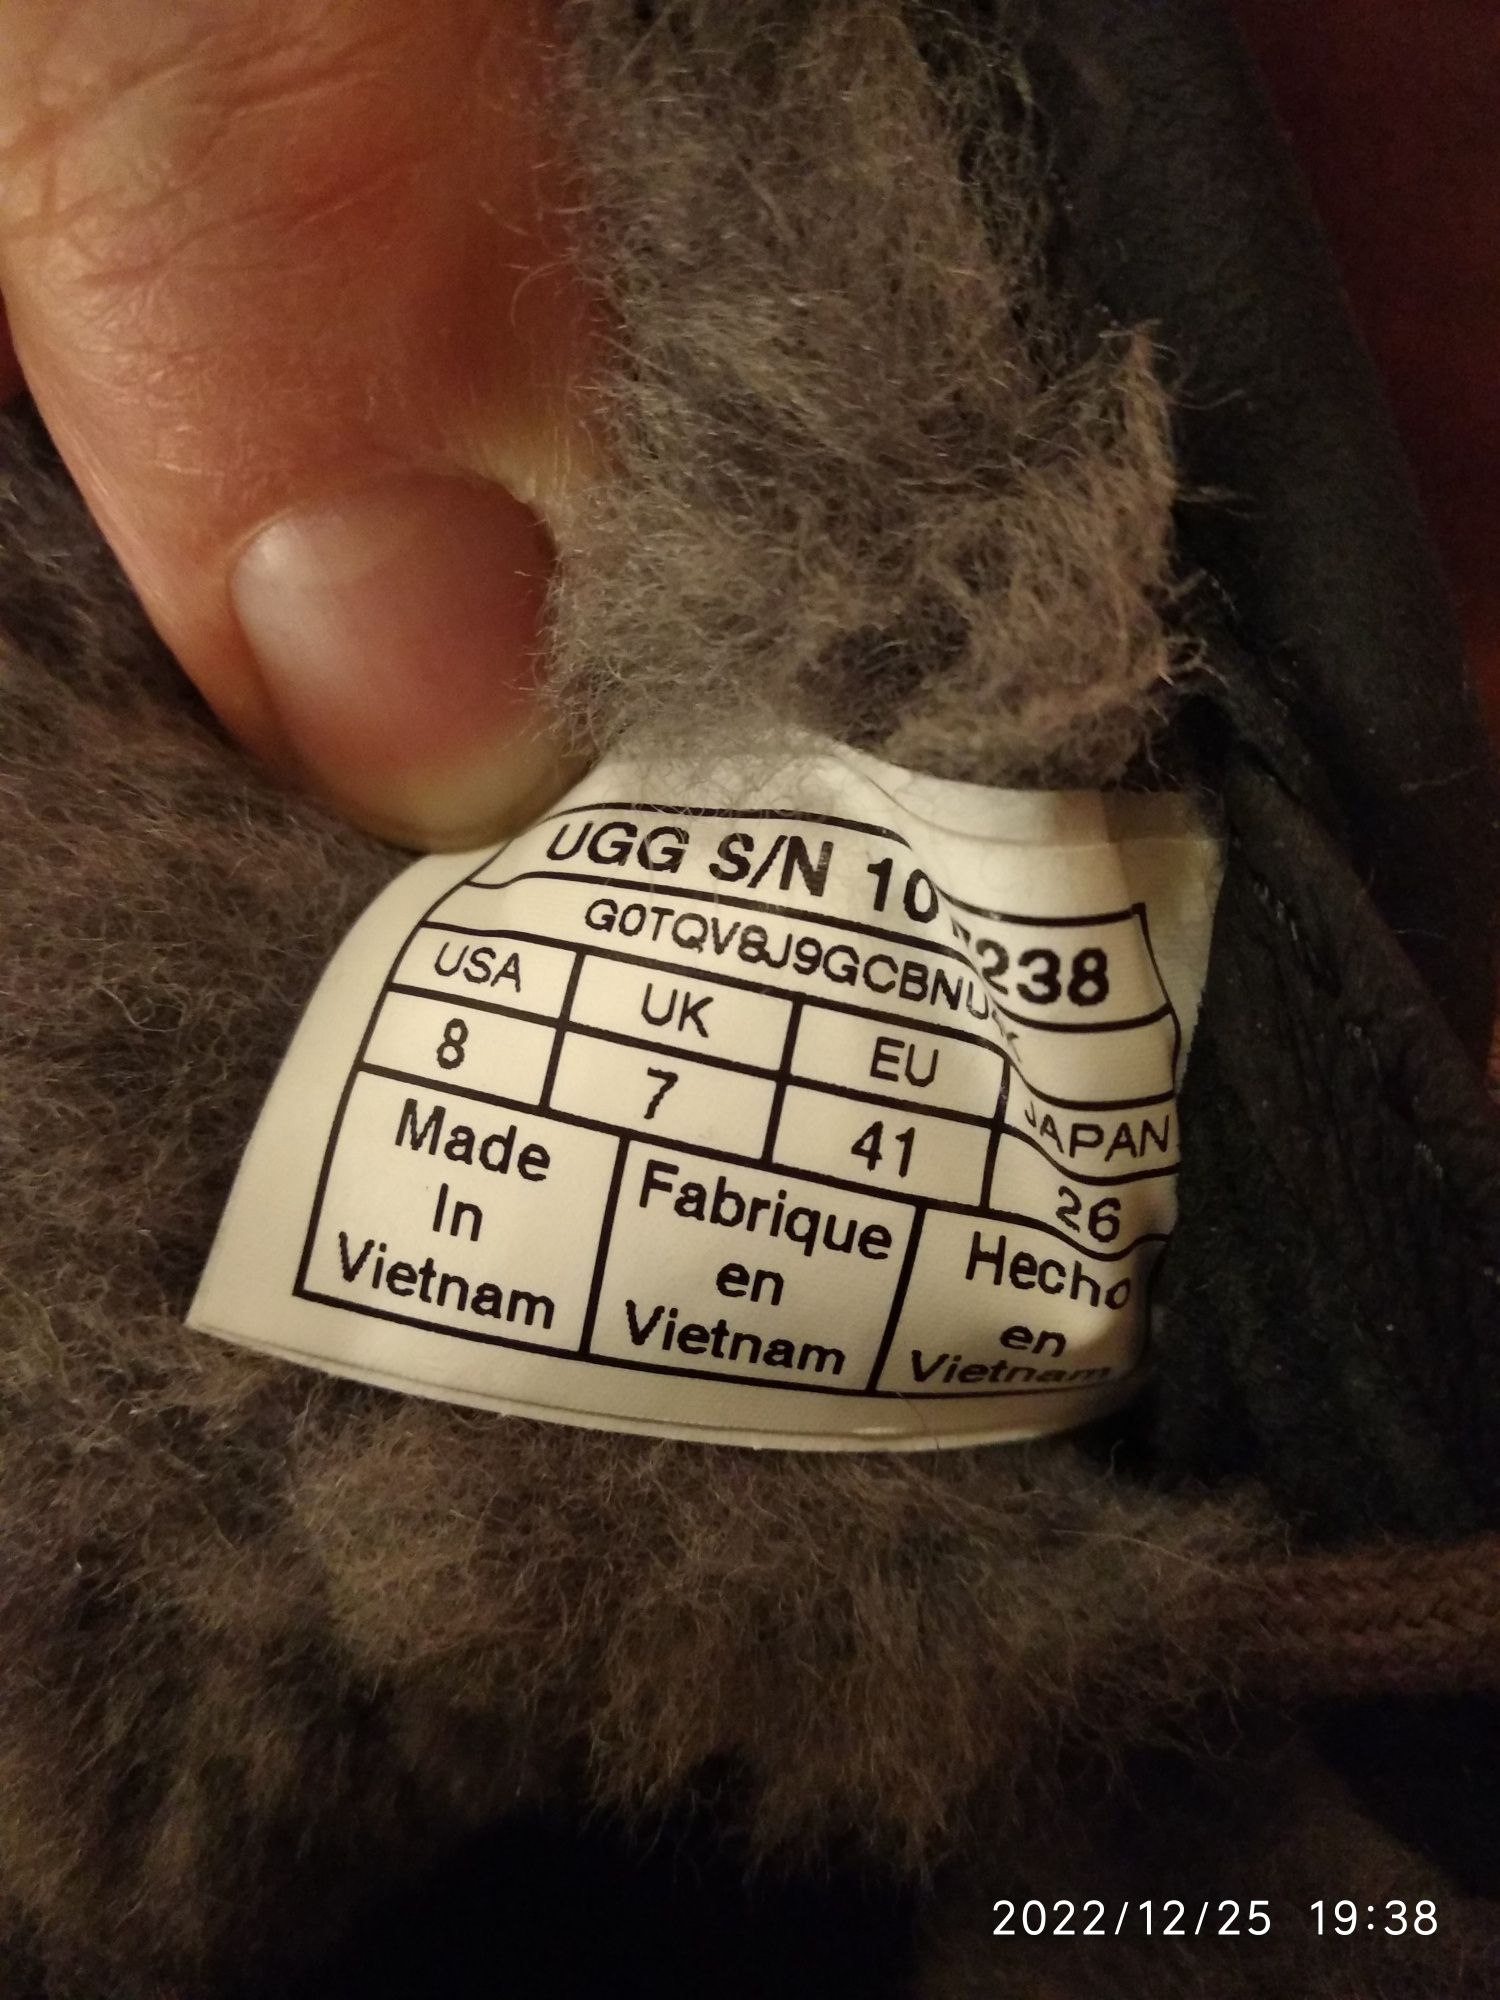 UGG S/N 10 238
G0TQV8J9GCBNU
USA UK EU JAPAN
8 7 41 26
Made
In
Vietnam
Fabrique
en
Vietnam
Hecho
en
Vietnam
2022/12/25 19:38